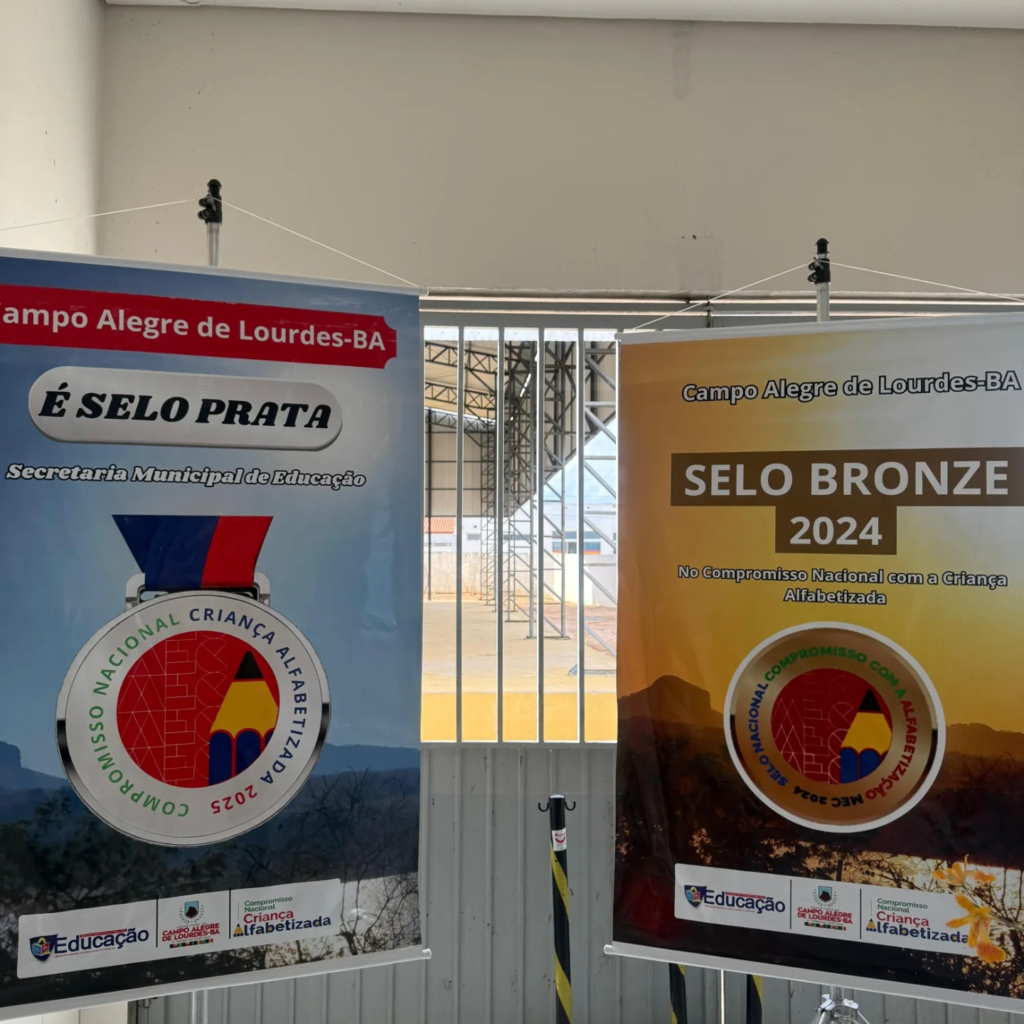 ampo Alegre de Lourdes-BA
É SELO PRATA
Secretaria Municipal de Educação
COMPROMISSO NACIONAL CRIANÇA ALFABETIZADA 2025
Educação
CAMPO ALEGRE
DE LOURDES-BA
Compromisso
Nacional
Criança
Alfabetizada
Campo Alegre de Lourdes-BA
SELO BRONZE
2024
No Compromisso Nacional com a Criança
Alfabetizada
SELO NACIONAL COMPROMISSO COM A ALFABETIZAÇÃO MEC 2024
Educação
CAMPO ALEGRE
DE LOURDES-BA
Compromisso
Nacional
Criança
Alfabetizada